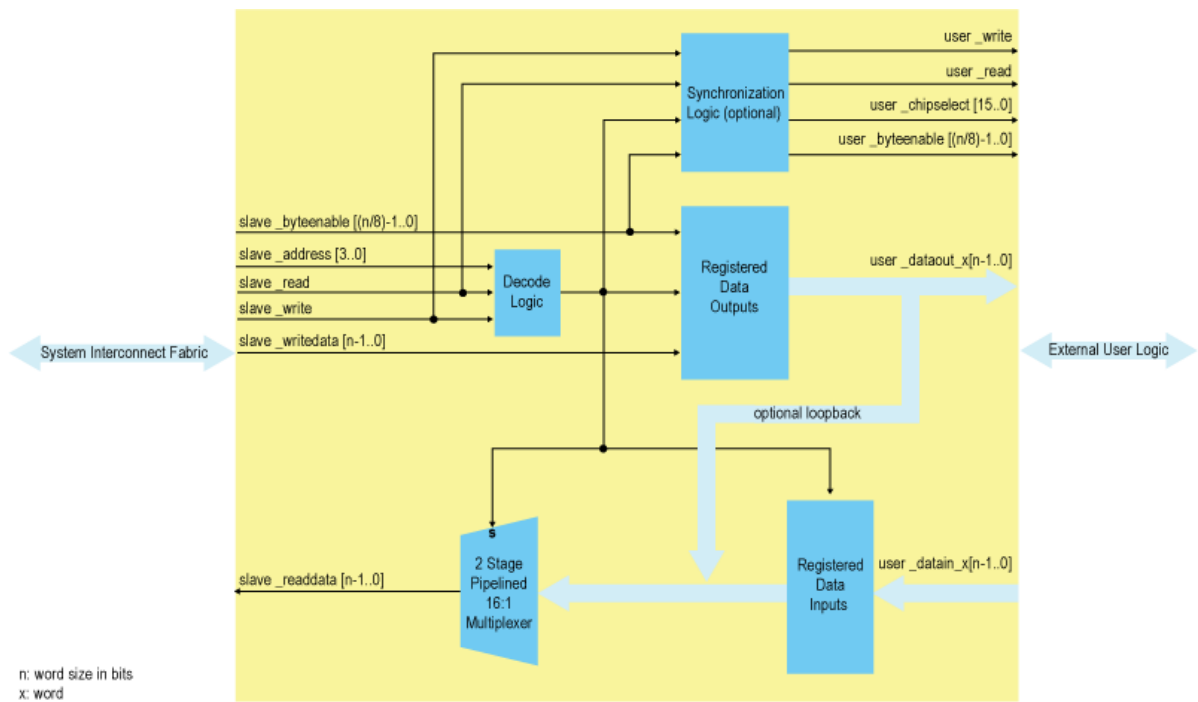 user _write
user _read
Synchronization
Logic (optional)
user _chipselect [15..0]
user _byteenable [(n/8)-1..0]
slave _byteenable [(n/8)-1..0]
slave _address [3..0]
slave _read
slave _write
slave _writedata [n-1..0]
Decode
Logic
Registered
Data
Outputs
user _dataout_x[n-1..0]
System Interconnect Fabric
External User Logic
optional loopback
s
2 Stage
Pipelined
16:1
Multiplexer
slave _readdata [n-1..0]
Registered
Data
Inputs
user _datain_x[n-1..0]
n: word size in bits
x: word